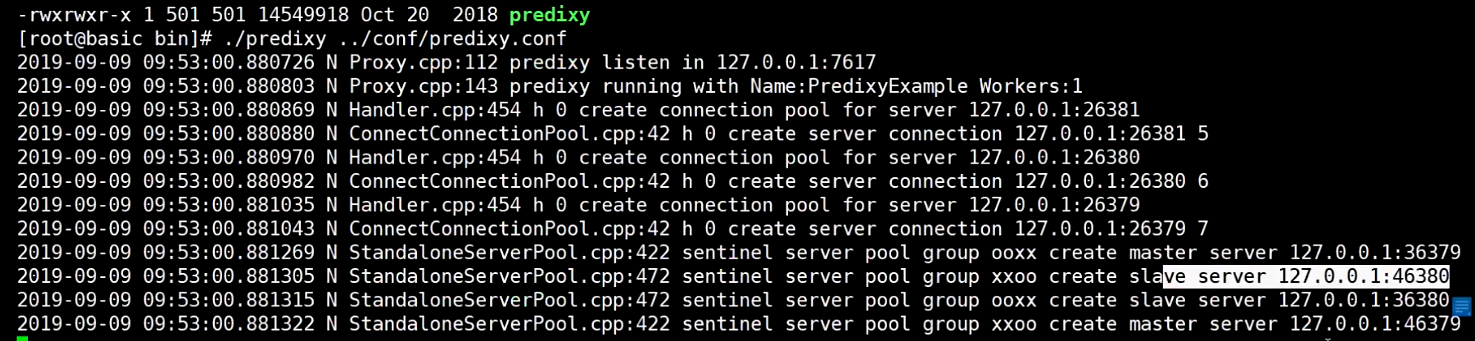 -rwxrwxr-x 1 501 501 14549918 Oct 20  2018 predixy
[root@basic bin]# ./predixy ../conf/predixy.conf
2019-09-09 09:53:00.880726 N Proxy.cpp:112 predixy listen in 127.0.0.1:7617
2019-09-09 09:53:00.880803 N Proxy.cpp:143 predixy running with Name:PredixyExample Workers:1
2019-09-09 09:53:00.880869 N Handler.cpp:454 h 0 create connection pool for server 127.0.0.1:26381
2019-09-09 09:53:00.880880 N ConnectConnectionPool.cpp:42 h 0 create server connection 127.0.0.1:26381 5
2019-09-09 09:53:00.880970 N Handler.cpp:454 h 0 create connection pool for server 127.0.0.1:26380
2019-09-09 09:53:00.880982 N ConnectConnectionPool.cpp:42 h 0 create server connection 127.0.0.1:26380 6
2019-09-09 09:53:00.881035 N Handler.cpp:454 h 0 create connection pool for server 127.0.0.1:26379
2019-09-09 09:53:00.881043 N ConnectConnectionPool.cpp:42 h 0 create server connection 127.0.0.1:26379 7
2019-09-09 09:53:00.881269 N StandaloneServerPool.cpp:422 sentinel server pool group ooxx create master server 127.0.0.1:36379
2019-09-09 09:53:00.881305 N StandaloneServerPool.cpp:472 sentinel server pool group xxoo create slave server 127.0.0.1:46380
2019-09-09 09:53:00.881315 N StandaloneServerPool.cpp:472 sentinel server pool group ooxx create slave server 127.0.0.1:36380
2019-09-09 09:53:00.881322 N StandaloneServerPool.cpp:422 sentinel server pool group xxoo create master server 127.0.0.1:46379